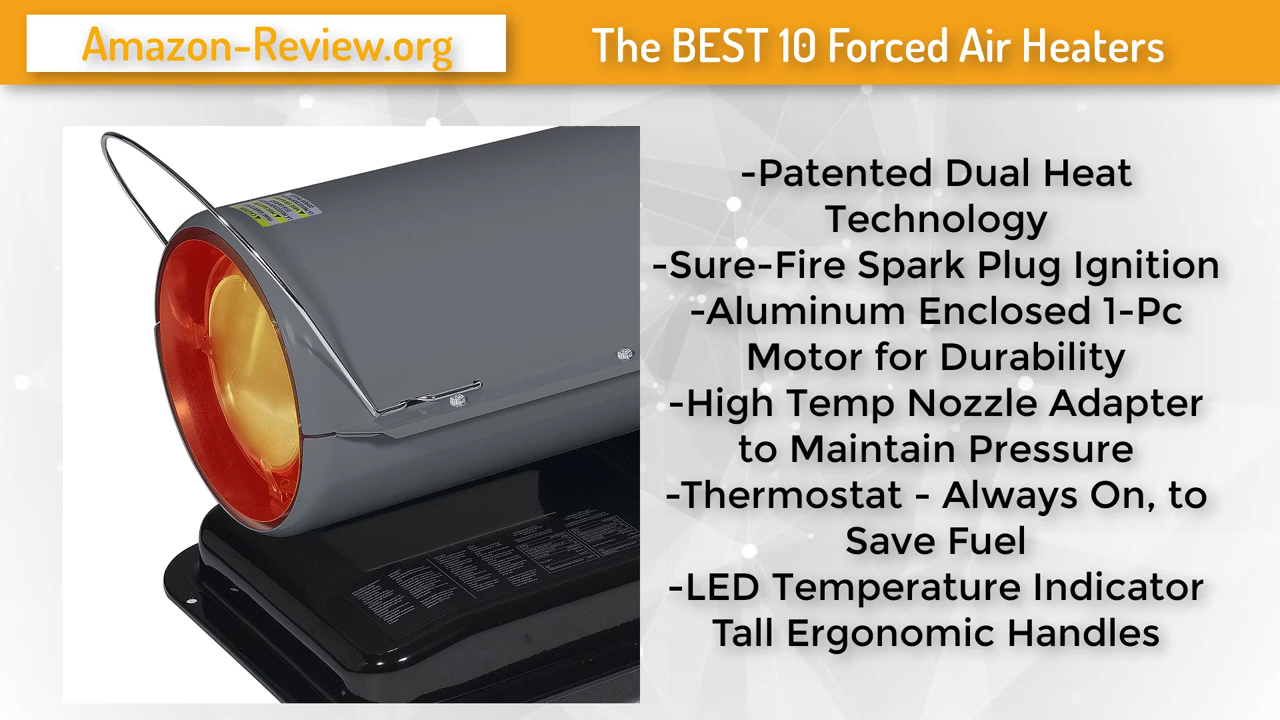 Amazon-Review.org
The BEST 10 Forced Air Heaters
-Patented Dual Heat
Technology
-Sure-Fire Spark Plug Ignition
-Aluminum Enclosed 1-Pc
Motor for Durability
-High Temp Nozzle Adapter
to Maintain Pressure
-Thermostat - Always On, to
Save Fuel
-LED Temperature Indicator
Tall Ergonomic Handles